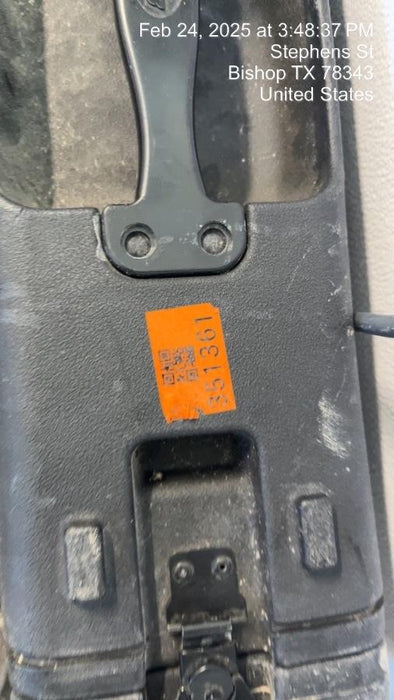 Feb 24, 2025 at 3:48:37 PM
Stephens St
Bishop TX 78343
United States
351361